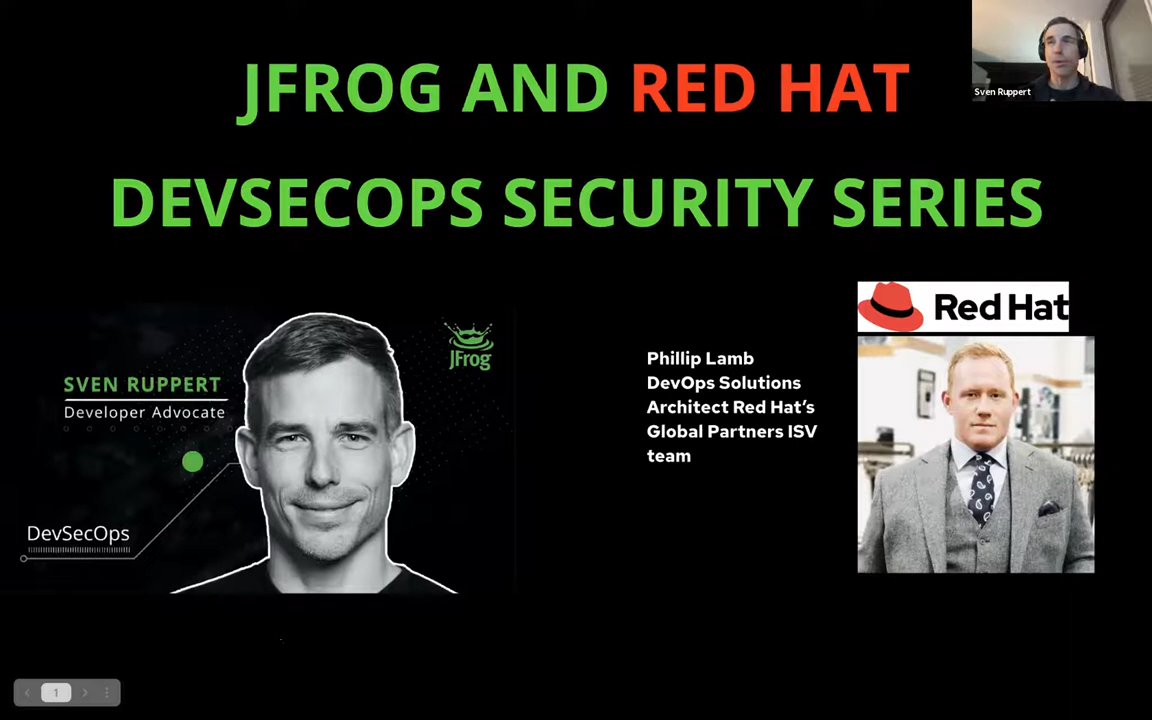 JFROG AND RED HAT
DEVSECOPS SECURITY SERIES
Sven Ruppert
JFrog
SVEN RUPPERT
Developer Advocate
DevSecOps
Red Hat
Phillip Lamb
DevOps Solutions
Architect Red Hat’s
Global Partners ISV
team
1